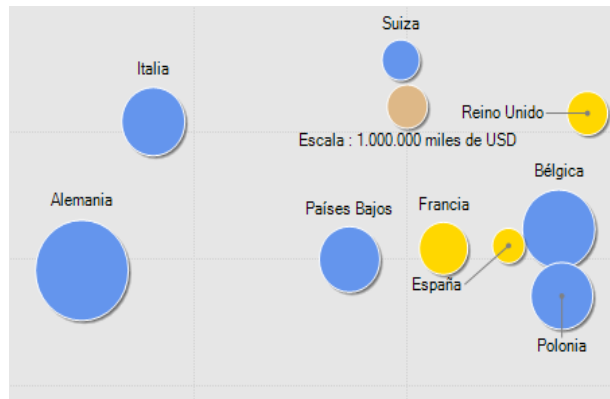 Suiza
Italia
Reino Unido
Escala : 1.000.000 miles de USD
Bélgica
Alemania
Países Bajos
Francia
España
Polonia